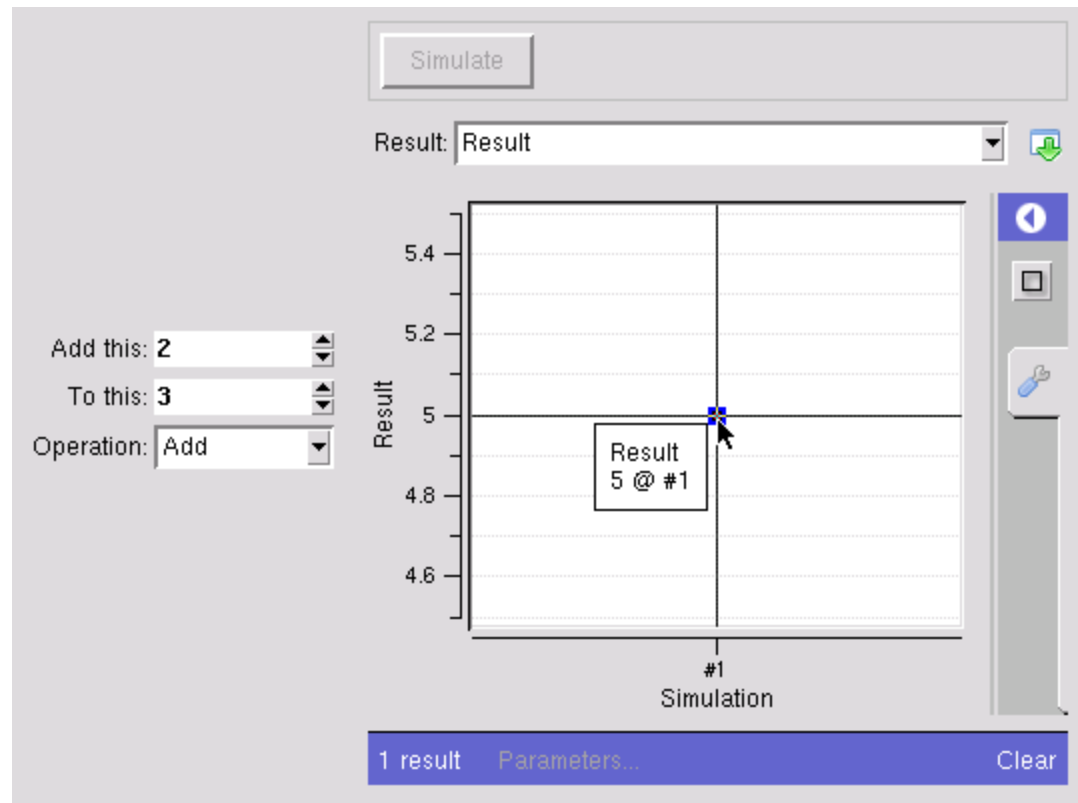 Simulate
Result: Result
Add this: 2
To this: 3
Operation: Add
Result
5.4
5.2
5
4.8
4.6
Result
5 @ #1
#1
Simulation
1 result Parameters... Clear